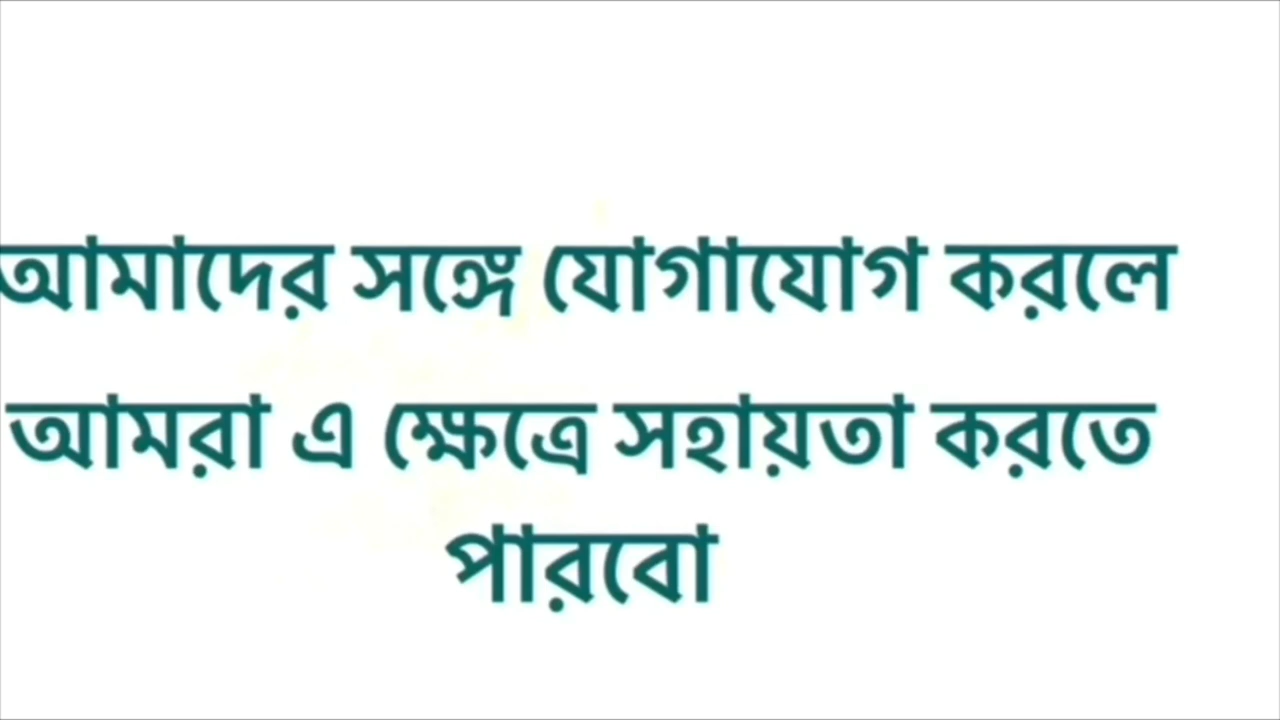 আমাদের সঙ্গে যোগাযোগ করলে
আমরা এ ক্ষেত্রে সহায়তা করতে
পারবো